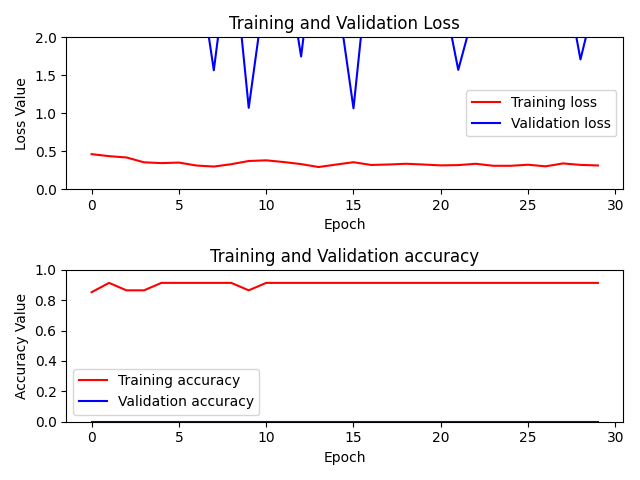 Training and Validation Loss
2.0
1.5
1.0
0.5
0.0
Loss Value
Training loss
Validation loss
0 5 10 15 20 25 30
Epoch
Training and Validation accuracy
1.0
0.8
0.6
0.4
0.2
0.0
Accuracy Value
Training accuracy
Validation accuracy
0 5 10 15 20 25 30
Epoch